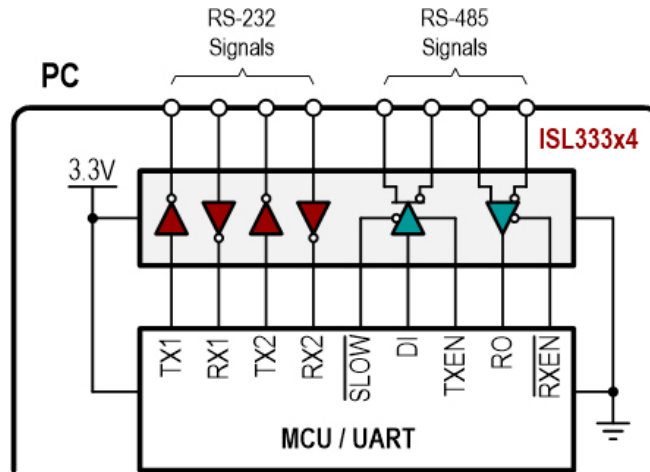 RS-232
Signals
RS-485
Signals
PC
ISL333x4
3.3V
TX1
RX1
TX2
RX2
SLOW
DI
TXEN
RO
RXEN
MCU / UART